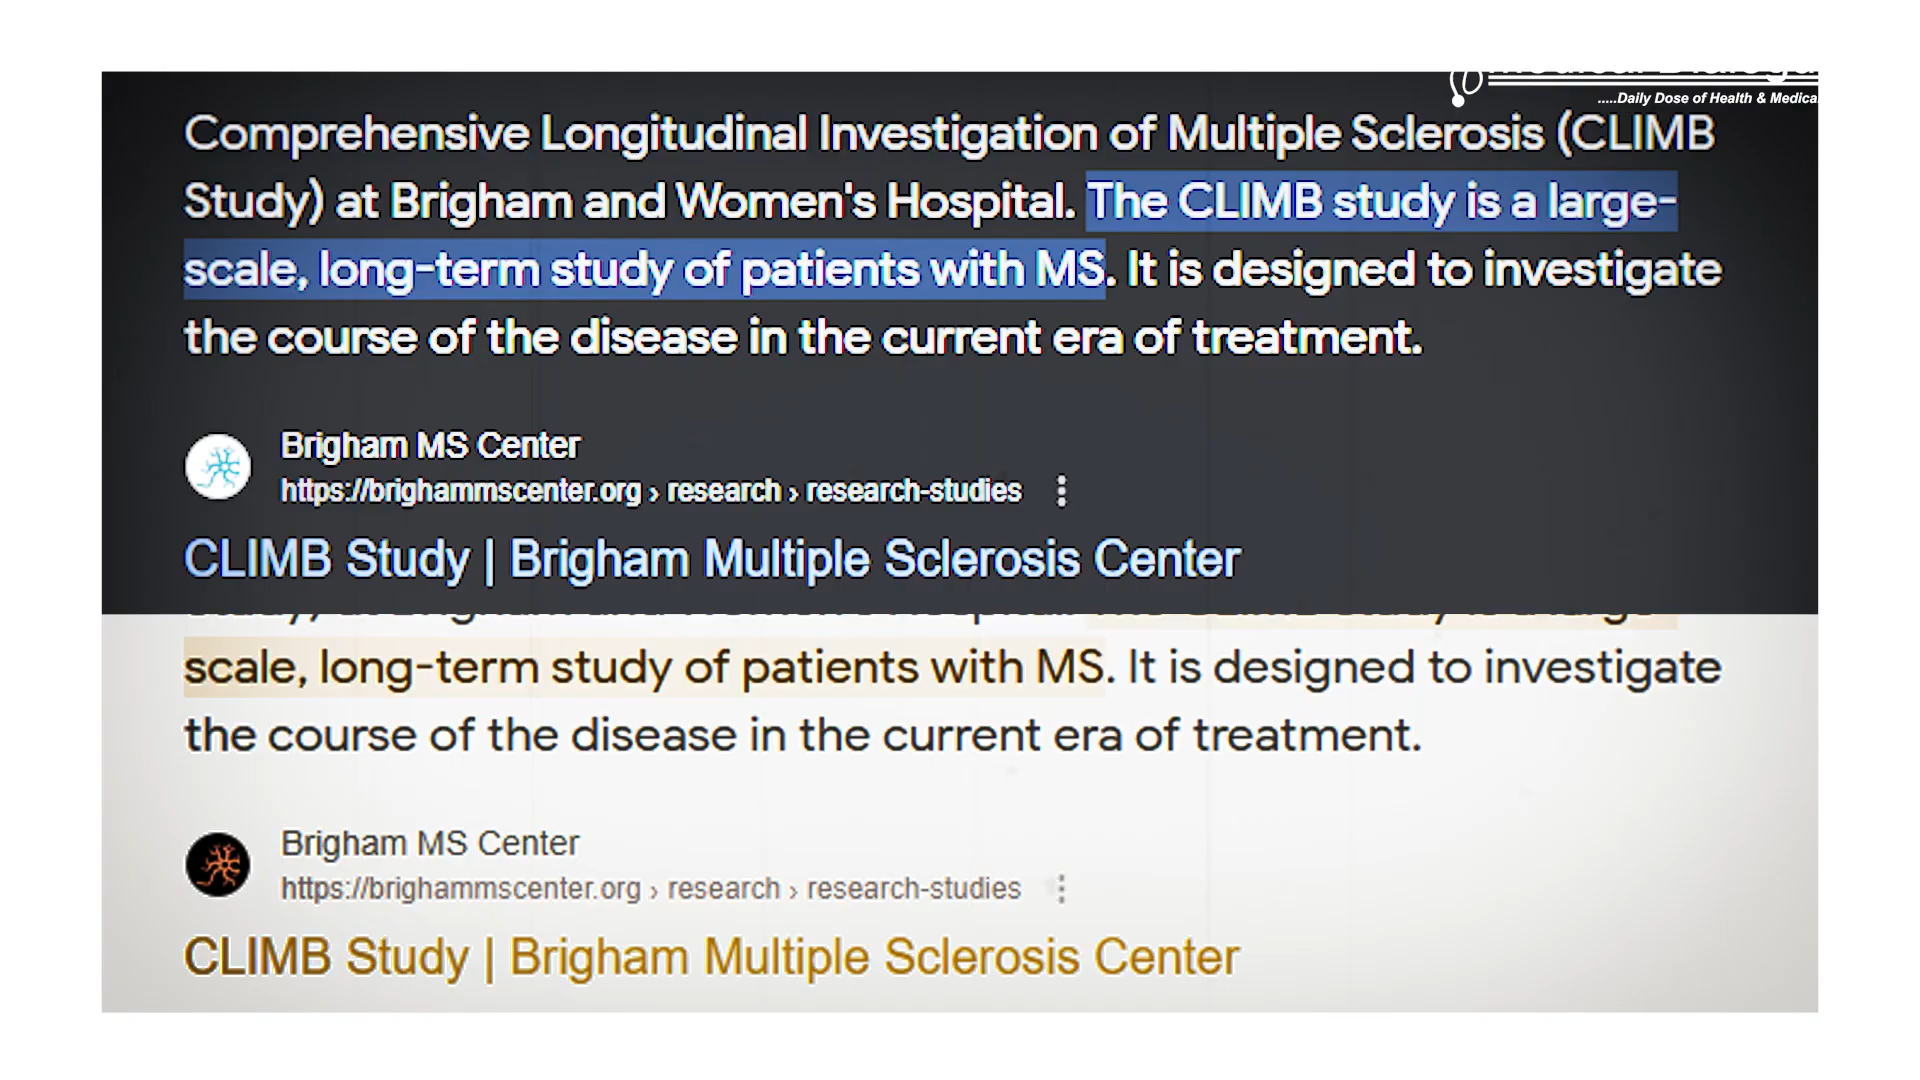 .....Daily Dose of Health & Medica
Comprehensive Longitudinal Investigation of Multiple Sclerosis (CLIMB
Study) at Brigham and Women's Hospital. The CLIMB study is a large-
scale, long-term study of patients with MS. It is designed to investigate
the course of the disease in the current era of treatment.
Brigham MS Center
https://brighammscenter.org › research › research-studies
CLIMB Study | Brigham Multiple Sclerosis Center
scale, long-term study of patients with MS. It is designed to investigate
the course of the disease in the current era of treatment.
Brigham MS Center
https://brighammscenter.org › research › research-studies
CLIMB Study | Brigham Multiple Sclerosis Center